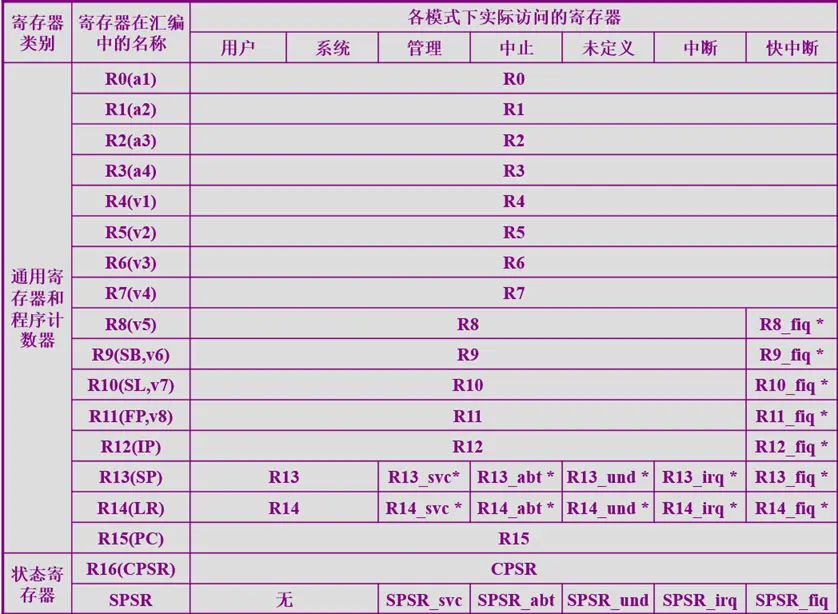 寄存器类别 寄存器在汇编中的名称 各模式下实际访问的寄存器
用户 系统 管理 中止 未定义 中断 快中断
通用寄存器和程序计数器
R0(a1) R0
R1(a2) R1
R2(a3) R2
R3(a4) R3
R4(v1) R4
R5(v2) R5
R6(v3) R6
R7(v4) R7
R8(v5) R8 R8_fiq *
R9(SB,v6) R9 R9_fiq *
R10(SL,v7) R10 R10_fiq *
R11(FP,v8) R11 R11_fiq *
R12(IP) R12 R12_fiq *
R13(SP) R13 R13_svc* R13_abt * R13_und * R13_irq * R13_fiq *
R14(LR) R14 R14_svc * R14_abt * R14_und * R14_irq * R14_fiq *
R15(PC) R15
状态寄存器
R16(CPSR) CPSR
SPSR 无 SPSR_svc SPSR_abt SPSR_und SPSR_irq SPSR_fiq